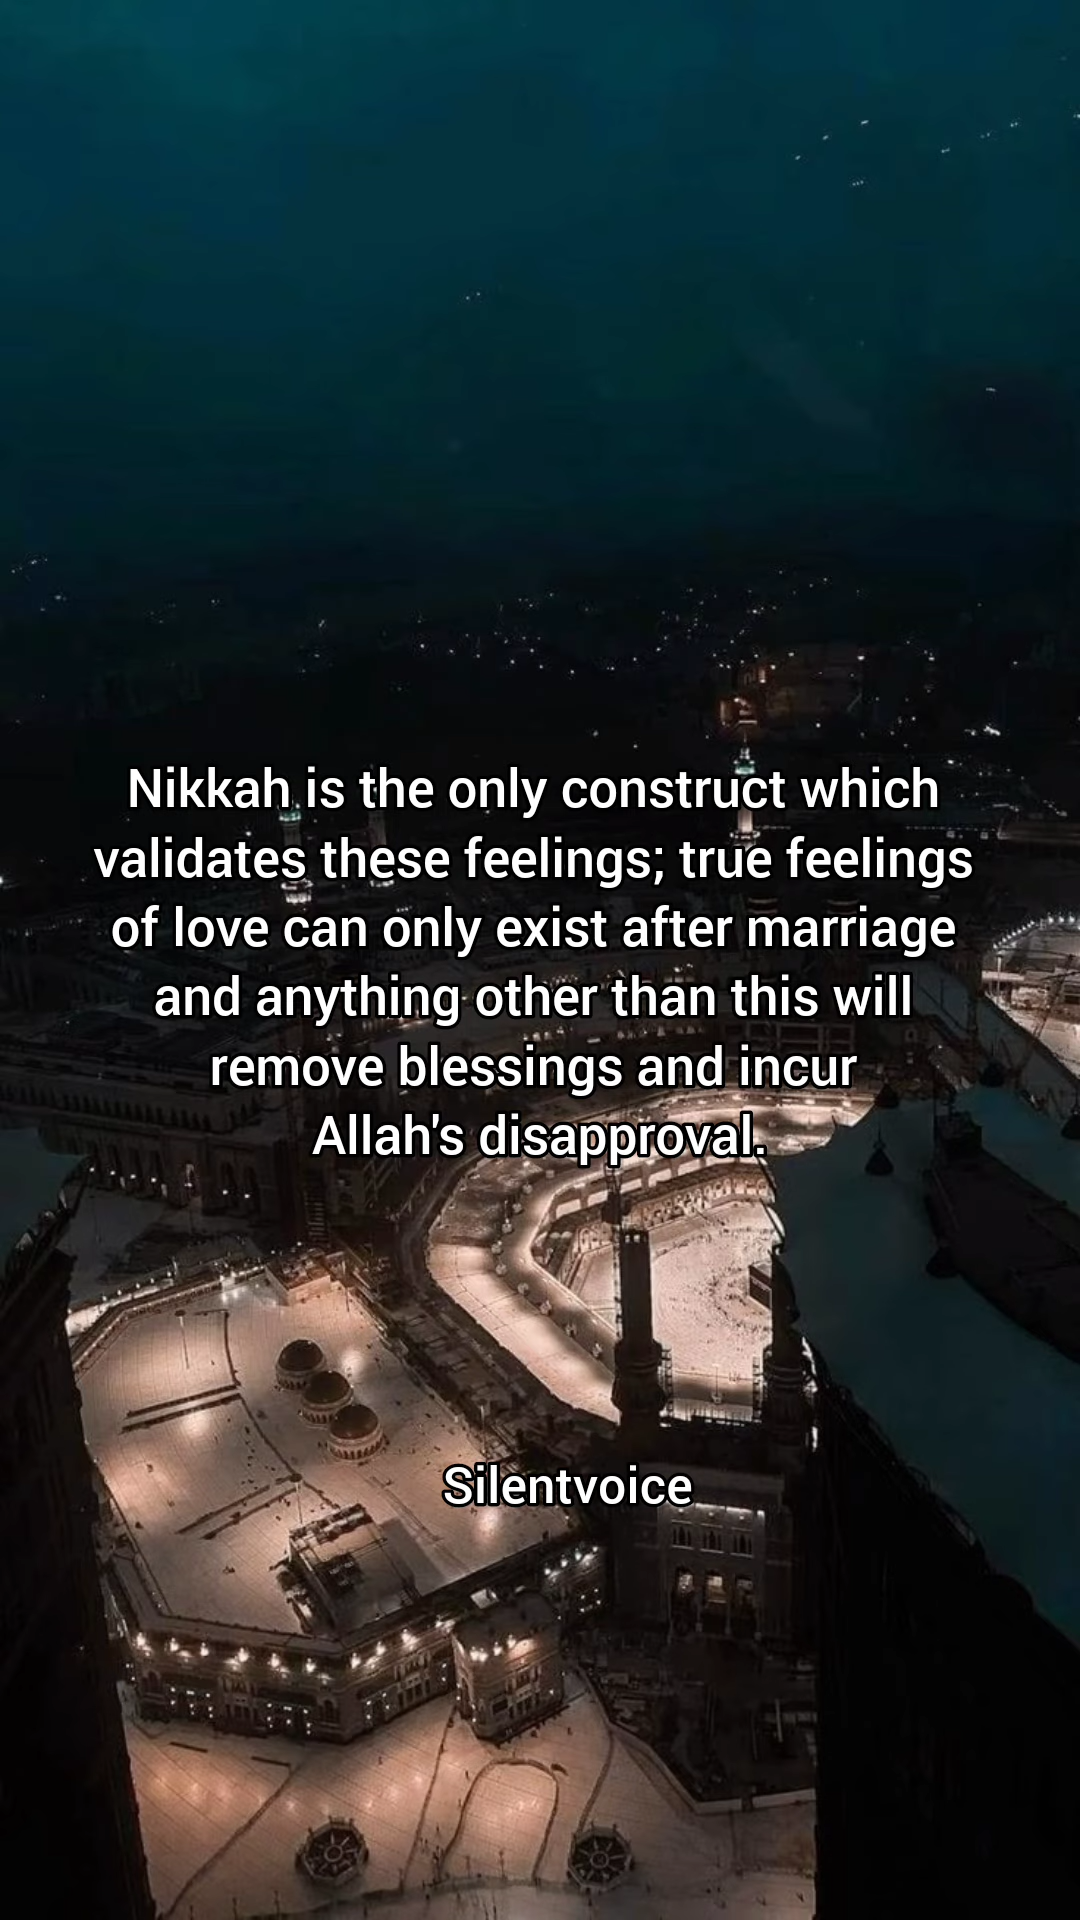 Nikkah is the only construct which
validates these feelings; true feelings
of love can only exist after marriage
and anything other than this will
remove blessings and incur
Allah's disapproval.
Silentvoice